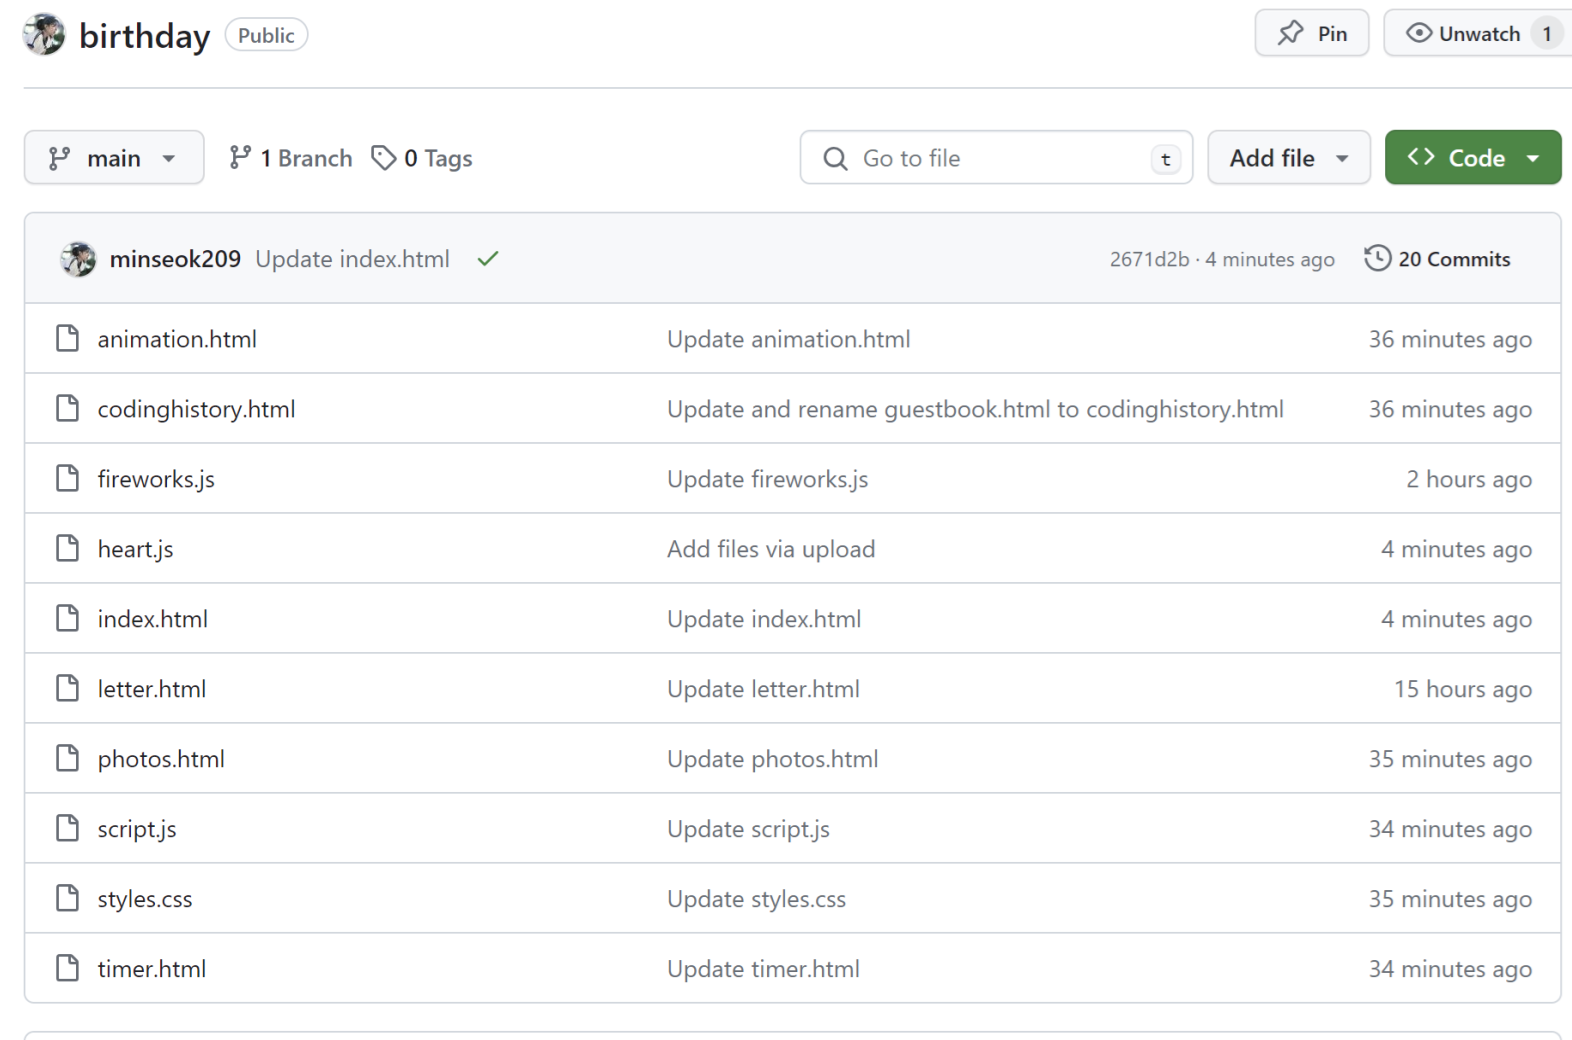 birthday Public Pin Unwatch 1
main 1 Branch 0 Tags Go to file t Add file Code
minseok209 Update index.html 2671d2b · 4 minutes ago 20 Commits
animation.html Update animation.html 36 minutes ago
codinghistory.html Update and rename guestbook.html to codinghistory.html 36 minutes ago
fireworks.js Update fireworks.js 2 hours ago
heart.js Add files via upload 4 minutes ago
index.html Update index.html 4 minutes ago
letter.html Update letter.html 15 hours ago
photos.html Update photos.html 35 minutes ago
script.js Update script.js 34 minutes ago
styles.css Update styles.css 35 minutes ago
timer.html Update timer.html 34 minutes ago